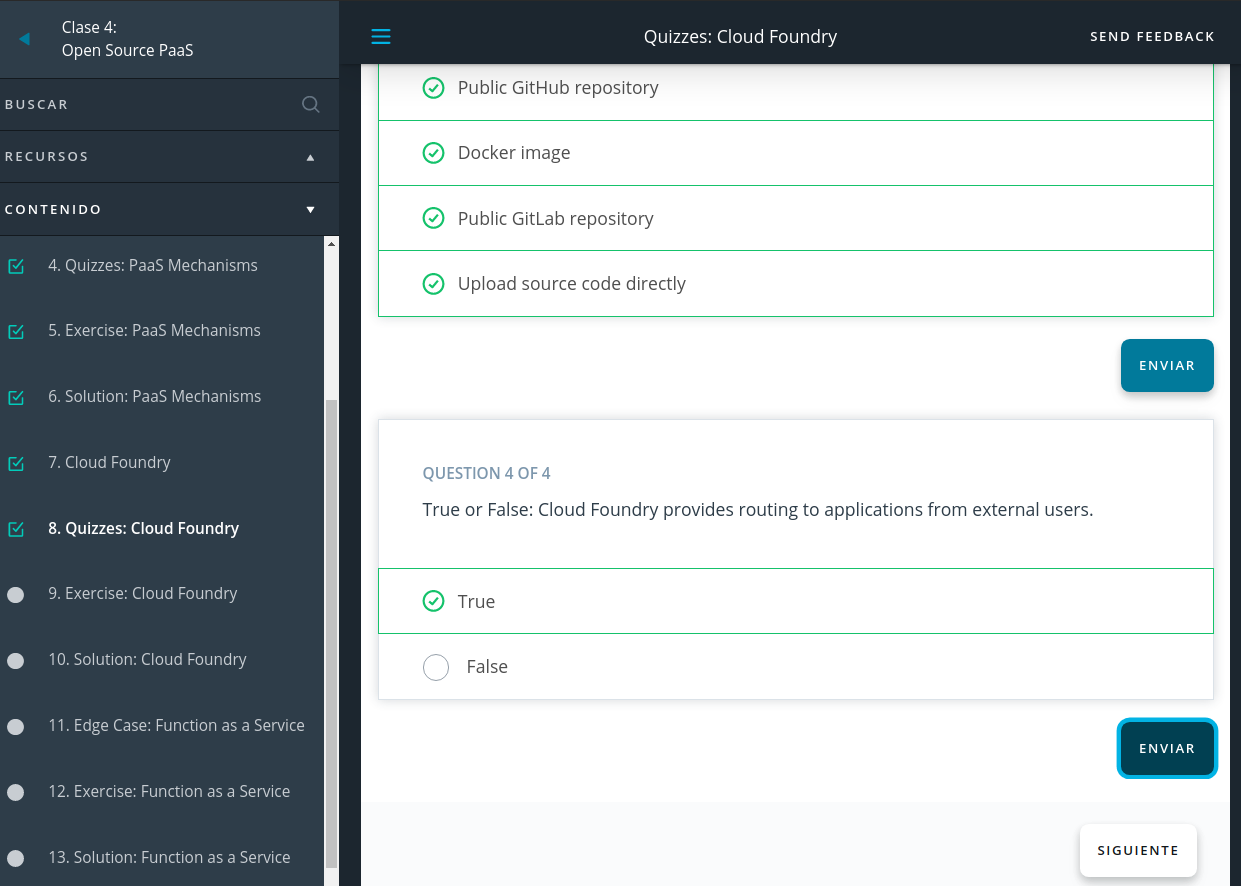 Clase 4:
Open Source PaaS
BUSCAR
RECURSOS
CONTENIDO
4. Quizzes: PaaS Mechanisms
5. Exercise: PaaS Mechanisms
6. Solution: PaaS Mechanisms
7. Cloud Foundry
8. Quizzes: Cloud Foundry
9. Exercise: Cloud Foundry
10. Solution: Cloud Foundry
11. Edge Case: Function as a Service
12. Exercise: Function as a Service
13. Solution: Function as a Service
Quizzes: Cloud Foundry
SEND FEEDBACK
Public GitHub repository
Docker image
Public GitLab repository
Upload source code directly
ENVIAR
QUESTION 4 OF 4
True or False: Cloud Foundry provides routing to applications from external users.
True
False
ENVIAR
SIGUIENTE